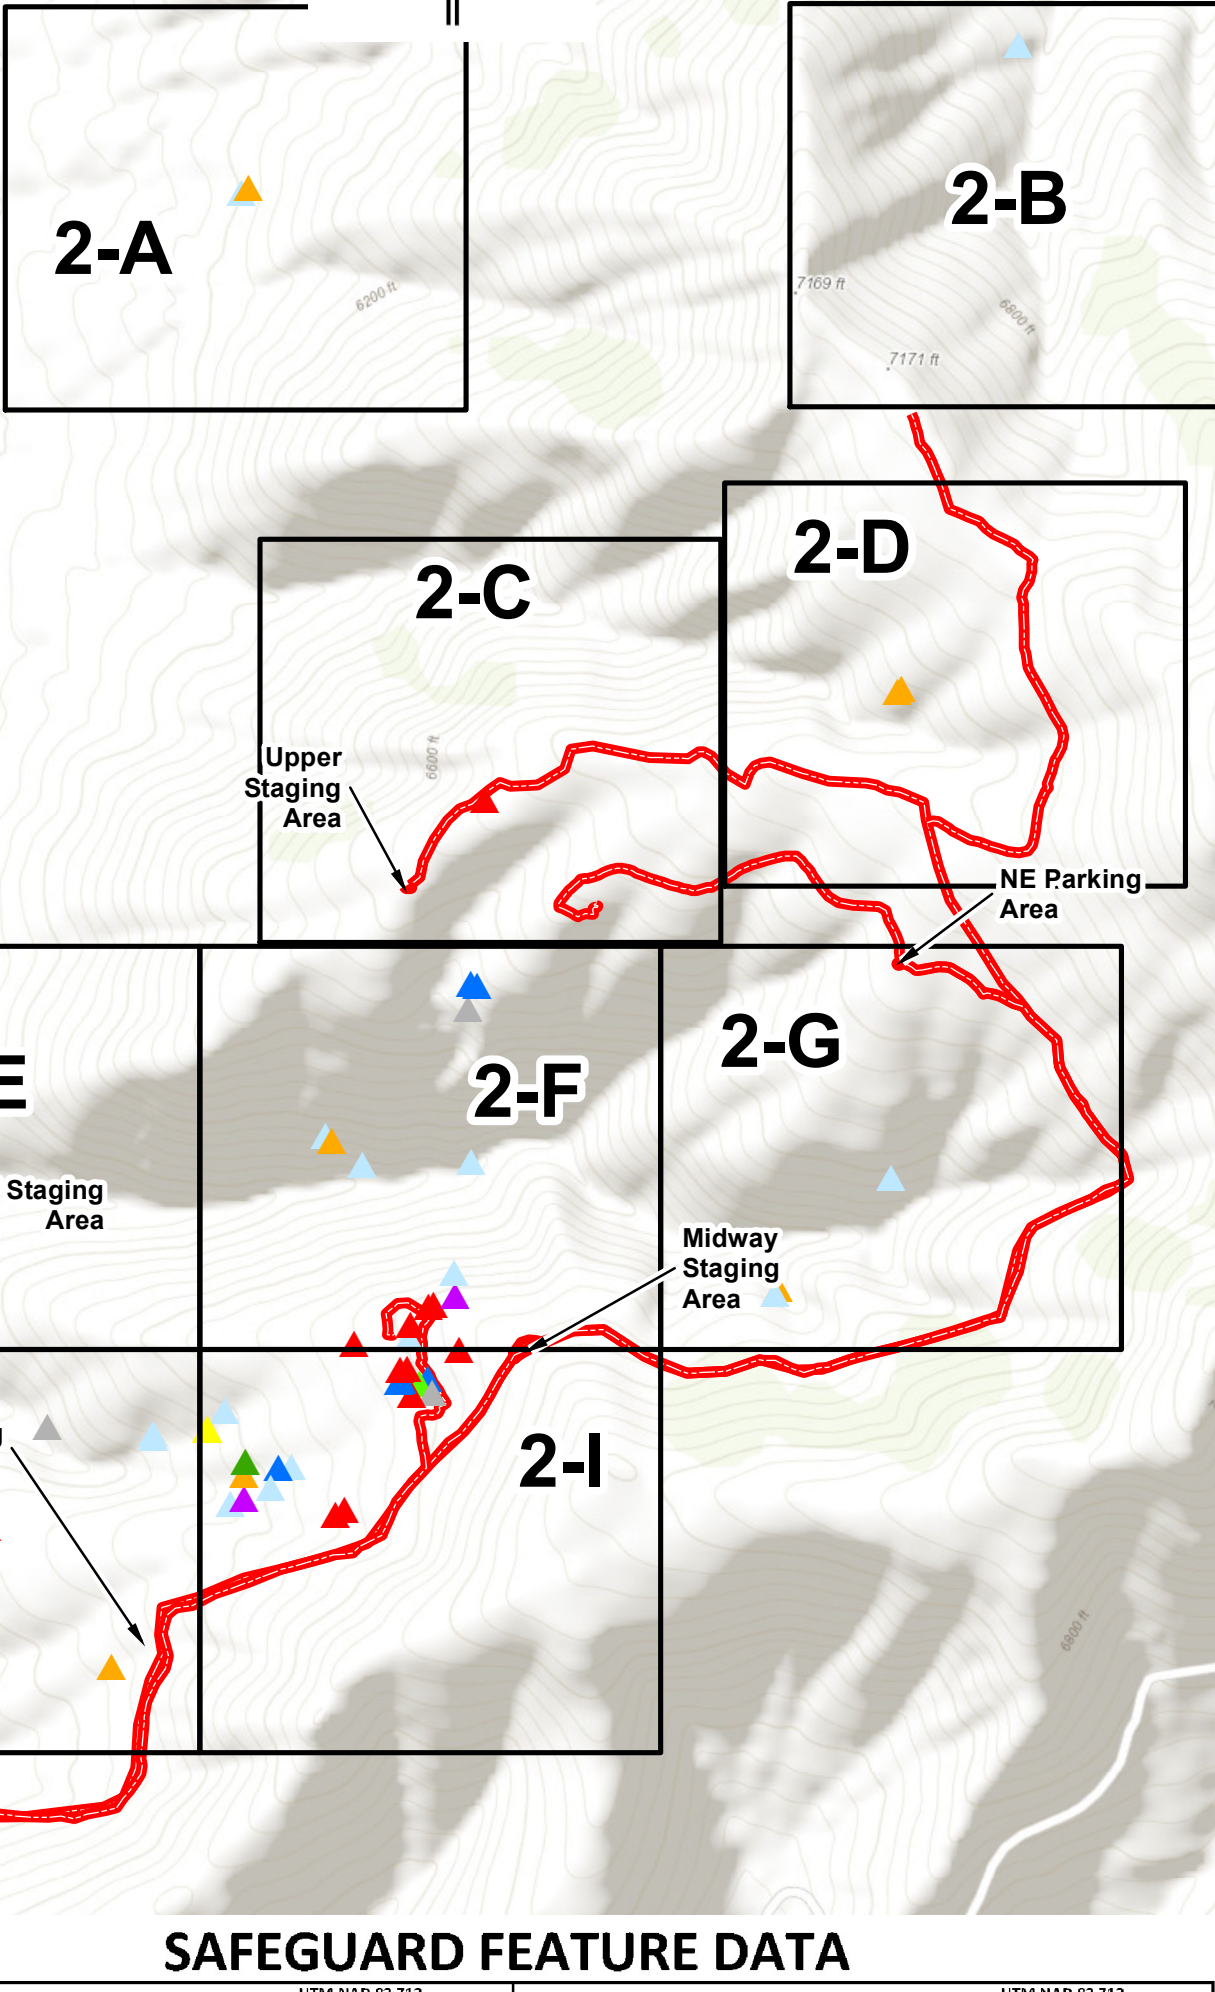 2-A
2-B
7169 ft
6200 ft
6800 ft
7171 ft
2-C
2-D
6600 ft
Upper
Staging
Area
NE Parking
Area
2-G
2-F
E
Staging
Area
Midway
Staging
Area
2-I
6800 ft
SAFEGUARD FEATURE DATA